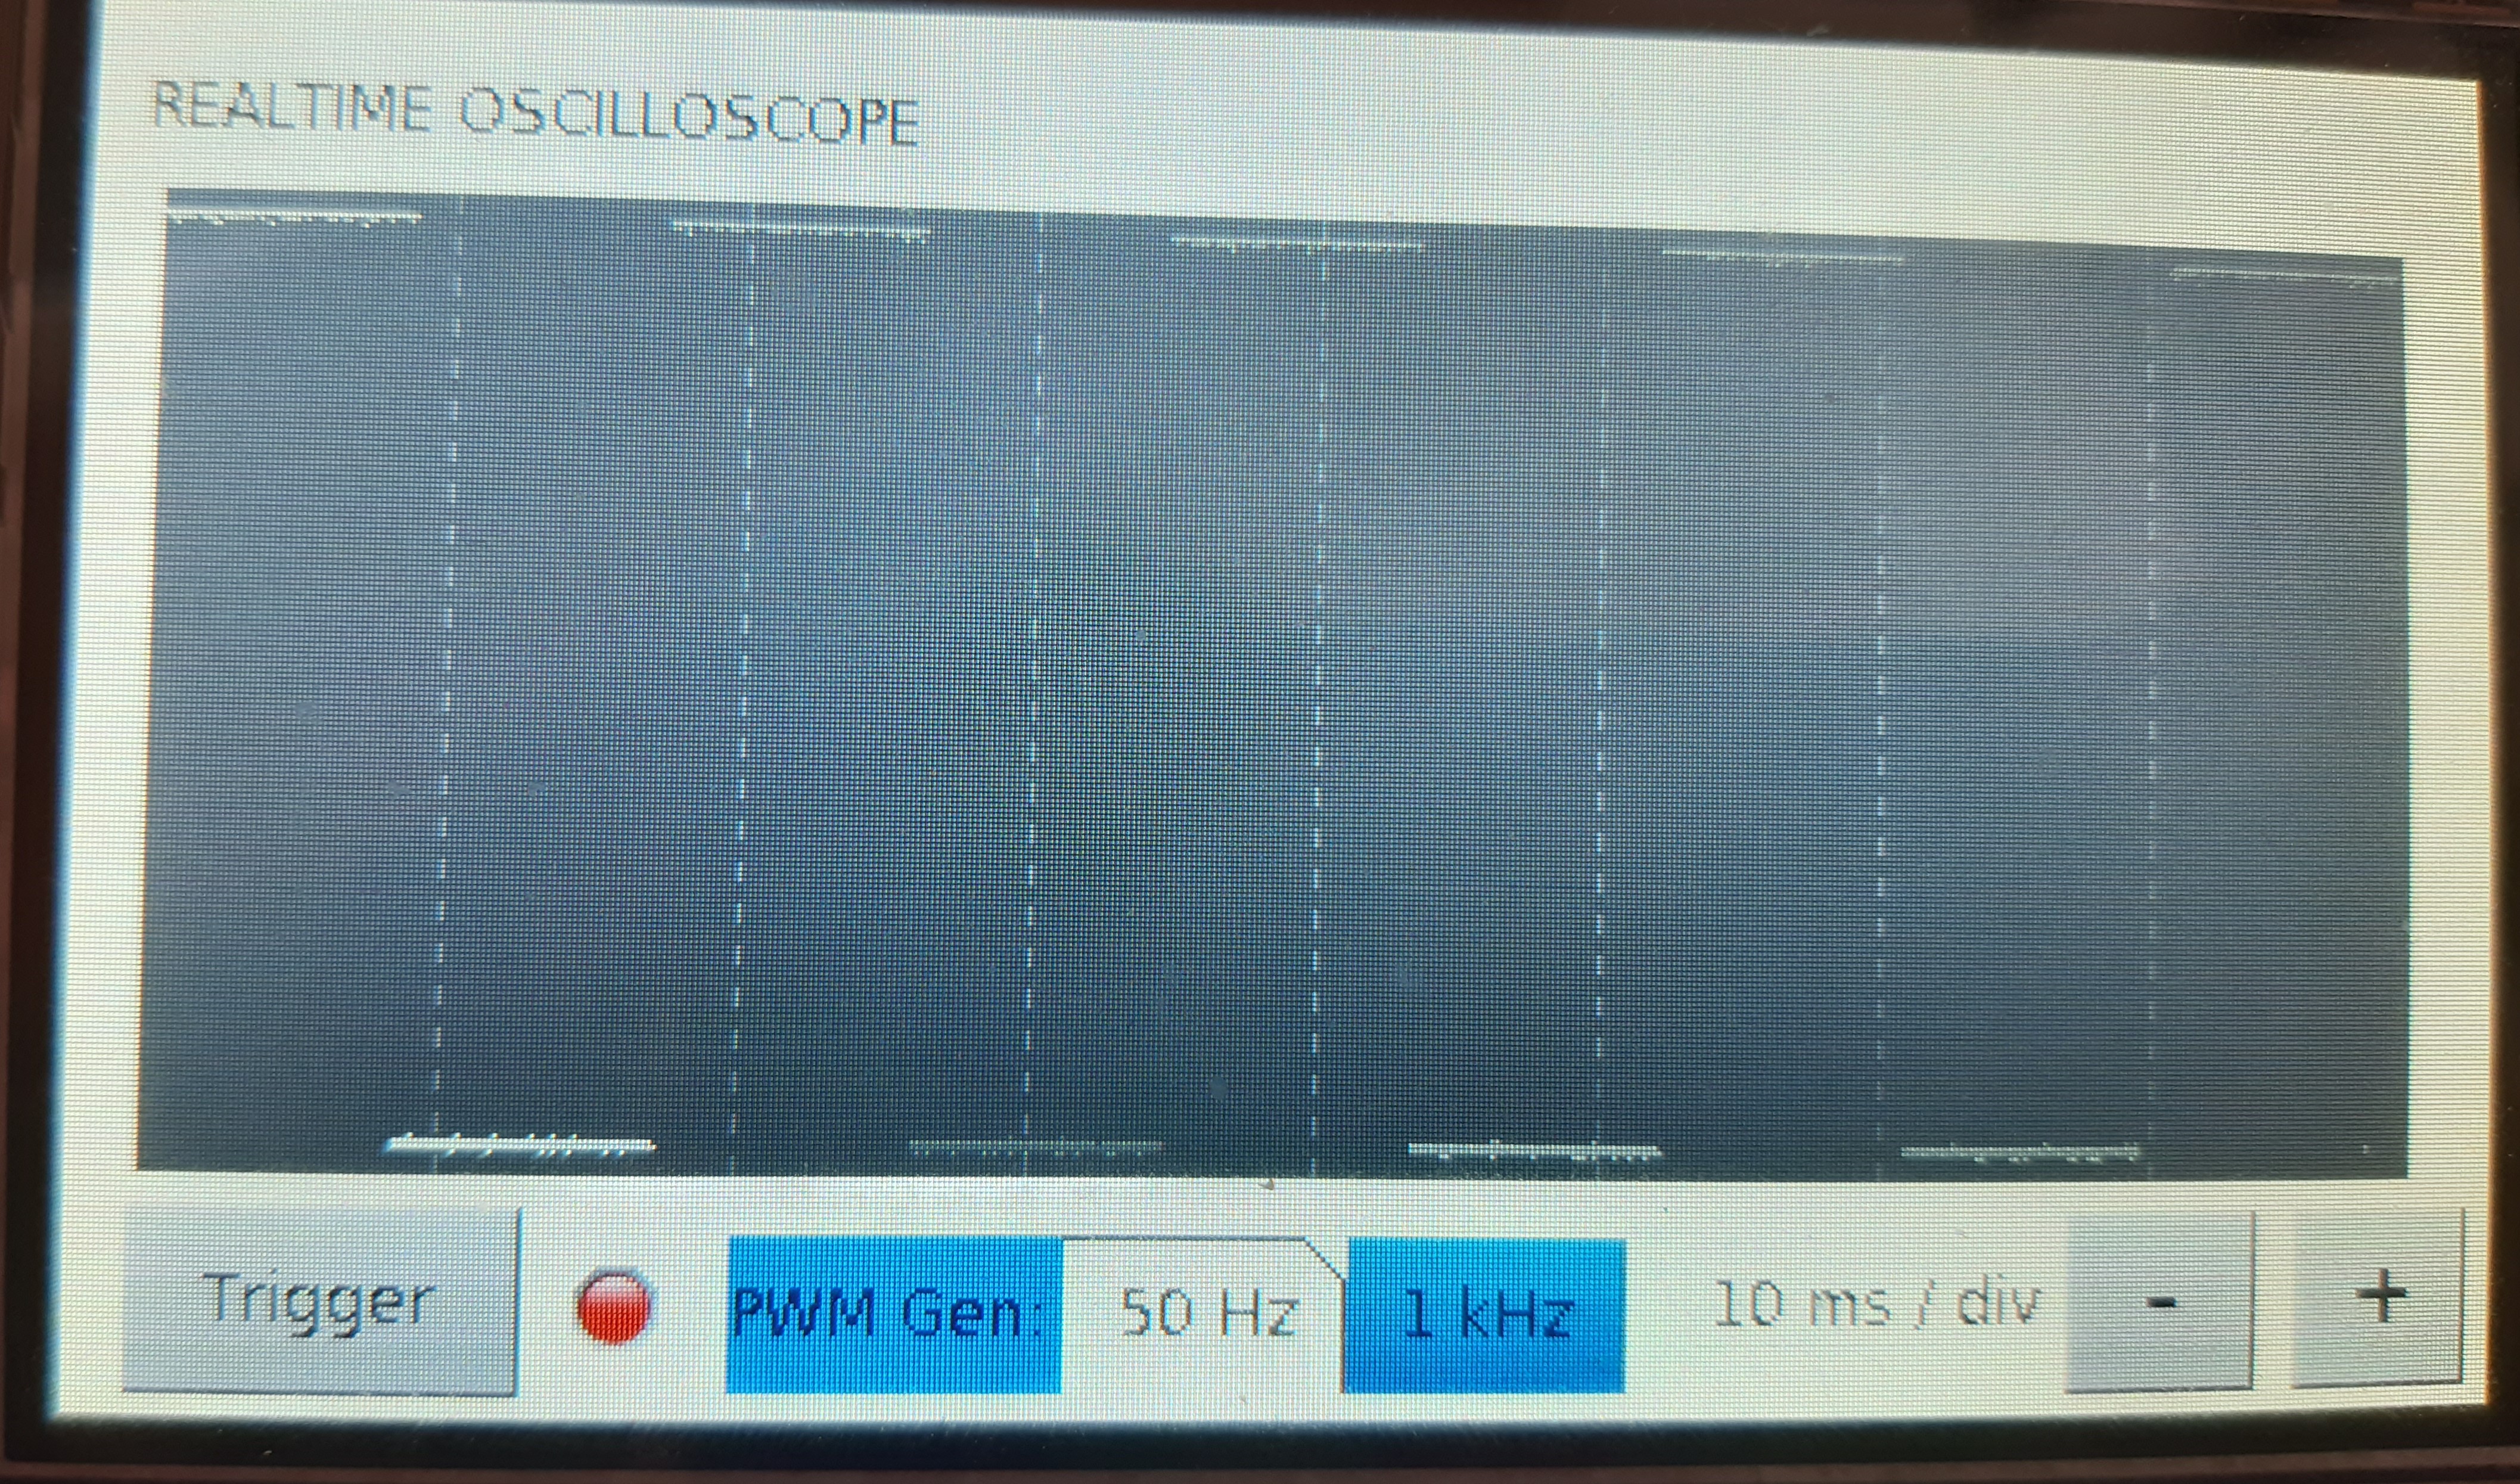 REALTIME OSCILLOSCOPE
Trigger PWM Gen: 50 Hz 1 kHz 10 ms / div - +